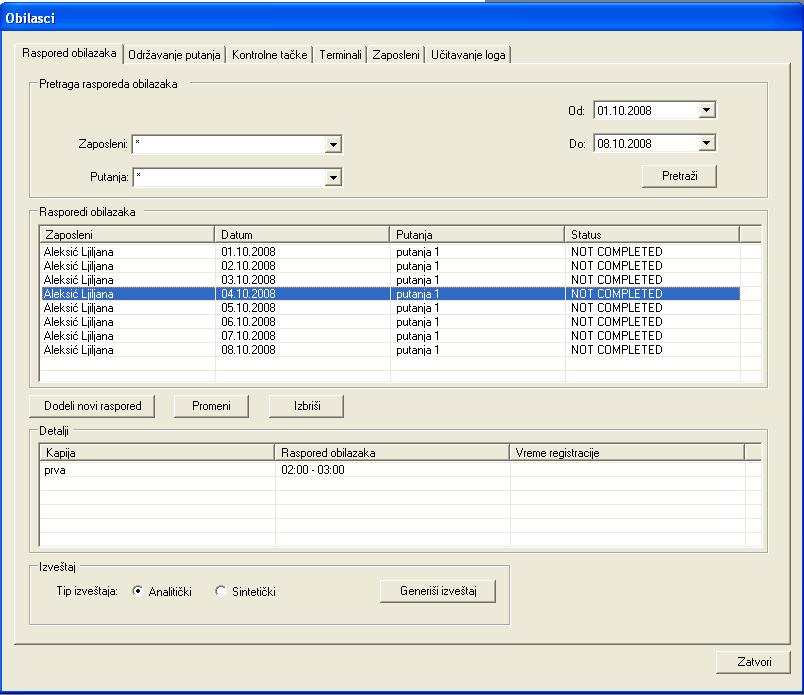 Obilasci
Raspored obilazaka Održavanje putanja Kontrolne tačke Terminali Zaposleni Učitavanje loga
Pretraga rasporeda obilazaka
Od: 01.10.2008
Zaposleni: * Do: 08.10.2008
Putanja: * Pretraži
Rasporedi obilazaka
Zaposleni Datum Putanja Status
Aleksić Ljiljana 01.10.2008 putanja 1 NOT COMPLETED
Aleksić Ljiljana 02.10.2008 putanja 1 NOT COMPLETED
Aleksić Ljiljana 03.10.2008 putanja 1 NOT COMPLETED
Aleksić Ljiljana 04.10.2008 putanja 1 NOT COMPLETED
Aleksić Ljiljana 05.10.2008 putanja 1 NOT COMPLETED
Aleksić Ljiljana 06.10.2008 putanja 1 NOT COMPLETED
Aleksić Ljiljana 07.10.2008 putanja 1 NOT COMPLETED
Aleksić Ljiljana 08.10.2008 putanja 1 NOT COMPLETED
Dodeli novi raspored Promeni Izbriši
Detalji
Kapija Raspored obilazaka Vreme registracije
prva 02:00 - 03:00
Izveštaj
Tip izveštaja: Analitički Sintetički Generiši izveštaj
Zatvori